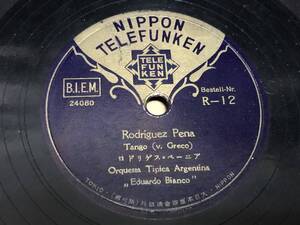 NIPPON
TELEFUNKEN
TELE
FUN
KEN
B.I.E.M.
24080
Bestell-Nr.
R-12
Rodriguez Pena
Tango (v. Greco)
ロドリゲス・ペーニア
Orquesta Tipica Argentina
„Eduardo Bianco"